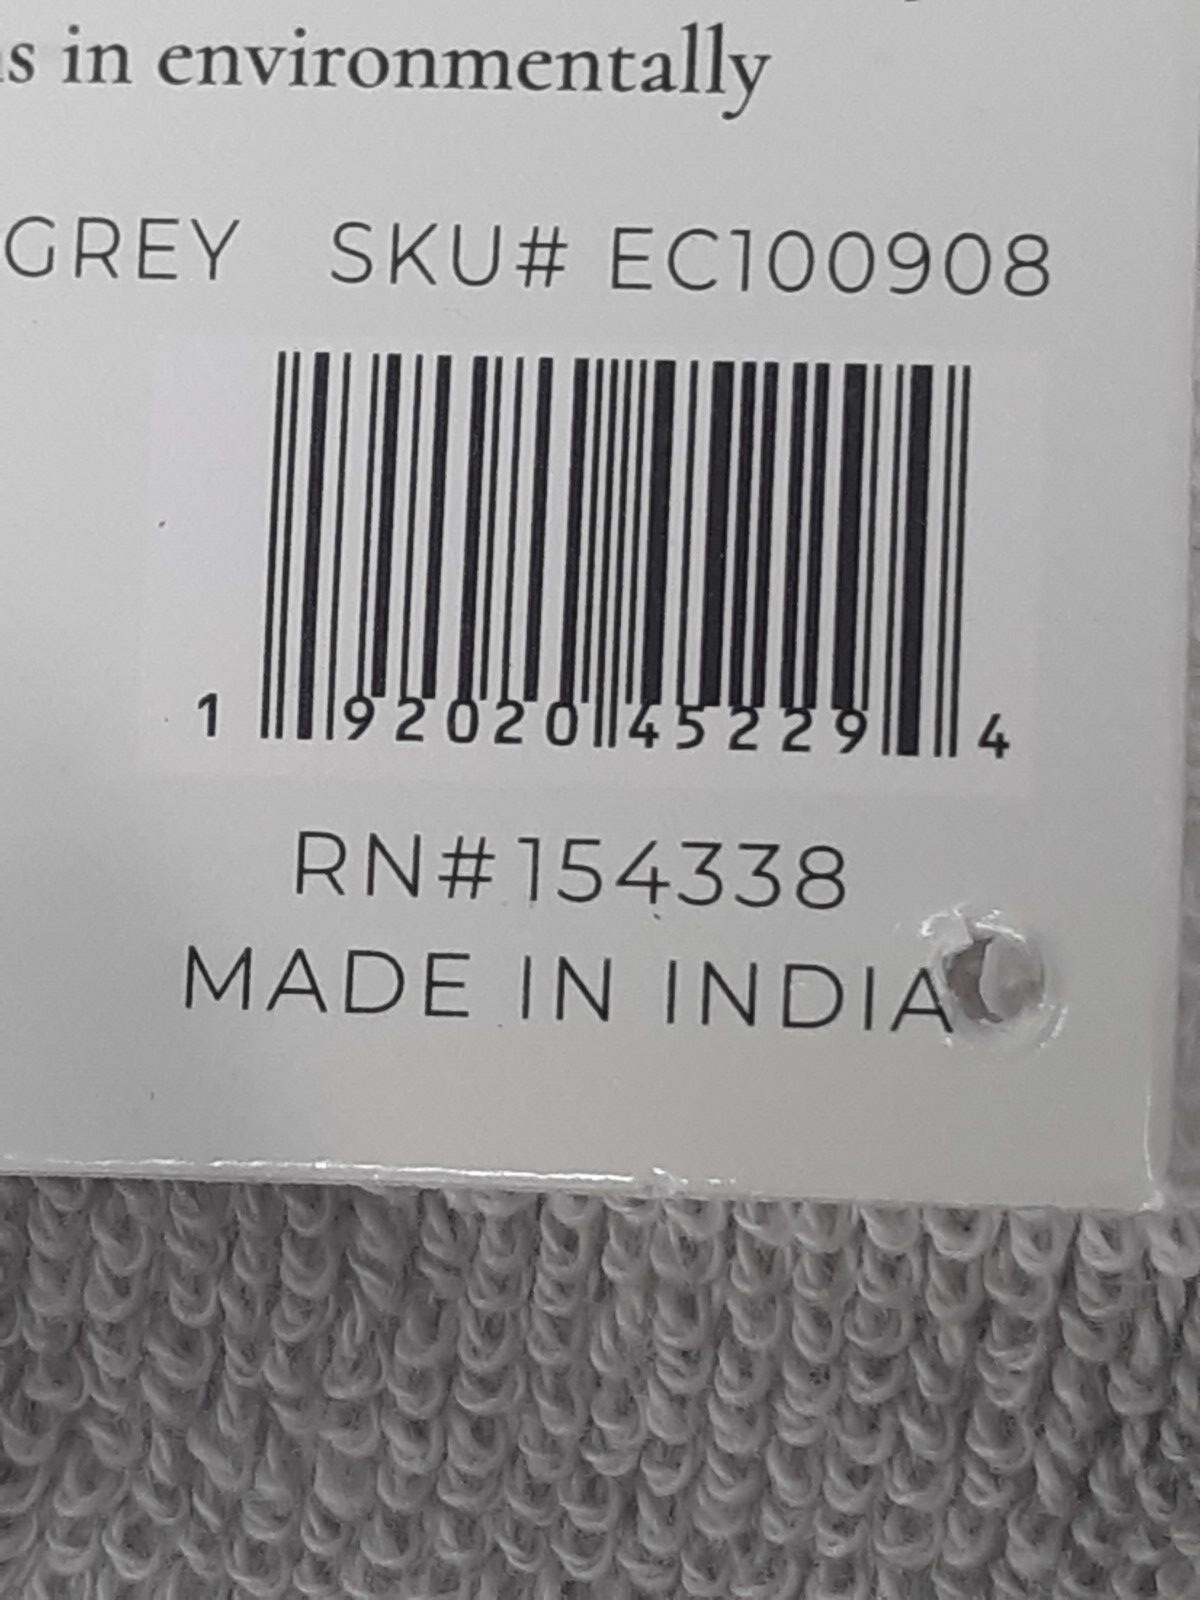 in environmentally
GREY SKU# EC100908
1 92020 45229 4
RN#154338
MADE IN INDIA